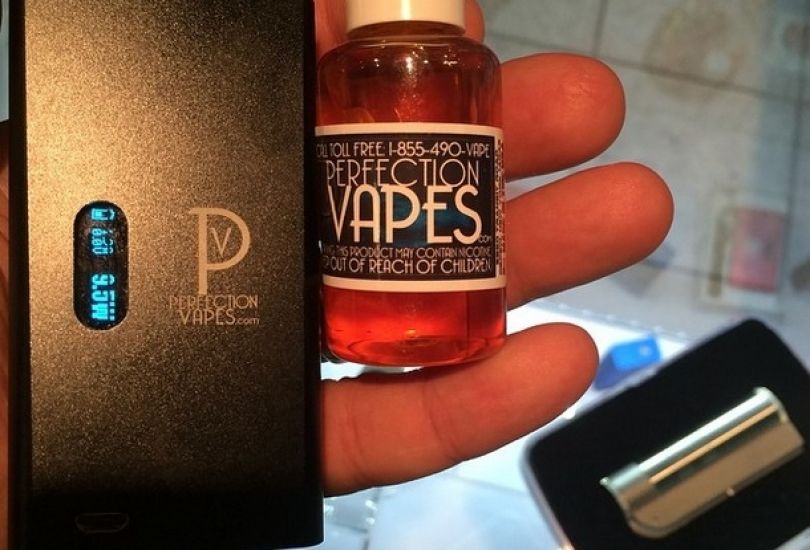 9.5W
PV
PERFECTION
VAPES.com
CALL TOLL FREE: 1-855-490-VAPE
PERFECTION
VAPES
.com
THIS PRODUCT MAY CONTAIN NICOTINE
OUT OF REACH OF CHILDREN